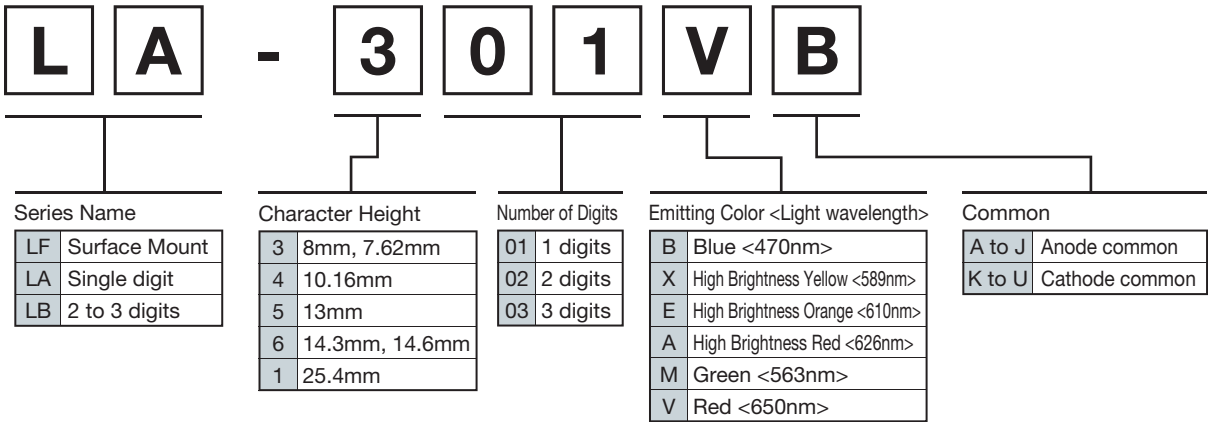 LA-301VB
Series Name
LF Surface Mount
LA Single digit
LB 2 to 3 digits
Character Height
3 8mm, 7.62mm
4 10.16mm
5 13mm
6 14.3mm, 14.6mm
1 25.4mm
Number of Digits
01 1 digits
02 2 digits
03 3 digits
Emitting Color <Light wavelength>
B Blue <470nm>
X High Brightness Yellow <589nm>
E High Brightness Orange <610nm>
A High Brightness Red <626nm>
M Green <563nm>
V Red <650nm>
Common
A to J Anode common
K to U Cathode common